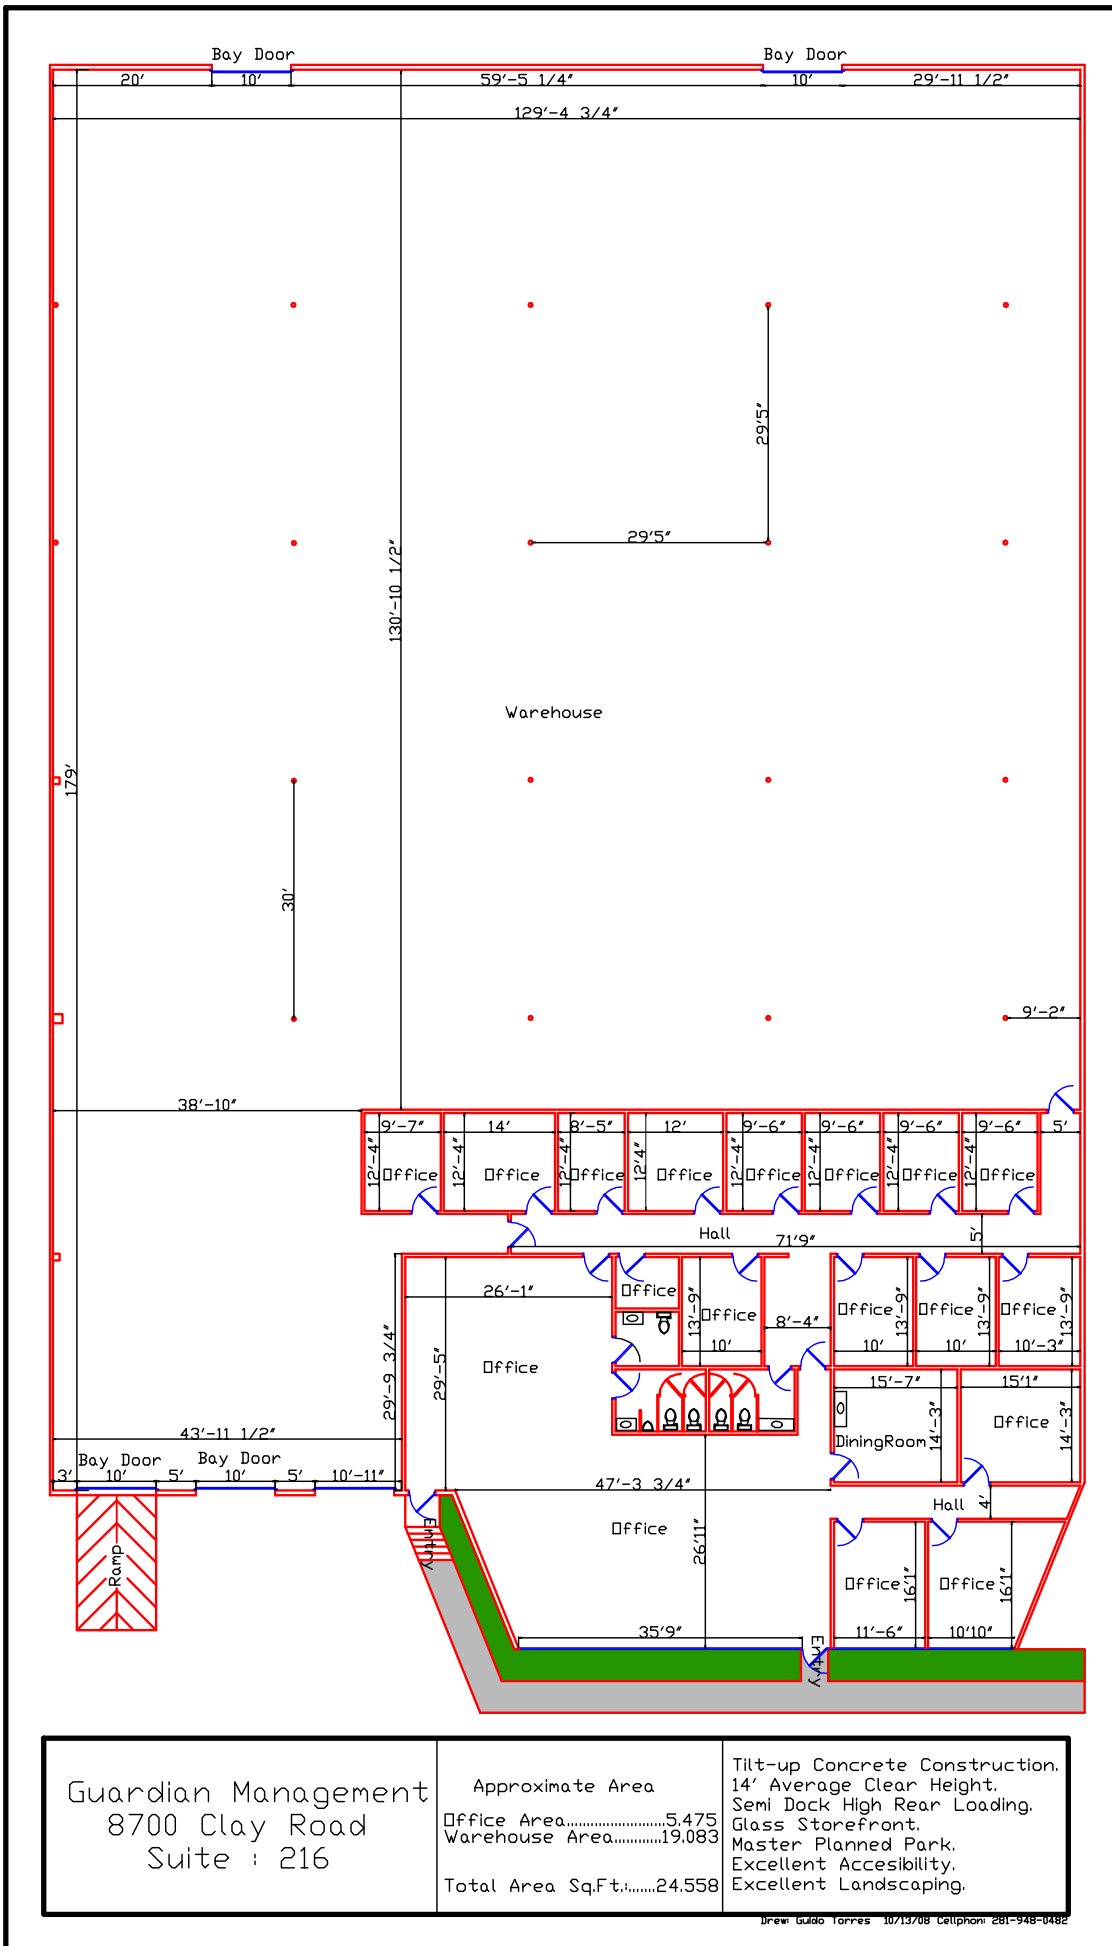 Bay Door
Bay Door
20'
10'
59'-5 1/4"
10'
29'-11 1/2"
129'-4 3/4"
29'5"
29'5"
130'-10 1/2"
Warehouse
179'
30'
9'-2"
38'-10"
9'-7"
14'
8'-5"
12'
9'-6"
9'-6"
9'-6"
9'-6"
5'
12'-4"
12'-4"
12'-4"
12'4"
12'-4"
12'-4"
12'-4"
12'-4"
Office
Office
Office
Office
Office
Office
Office
Office
Hall
71'9"
5'
26'-1"
Office
Office
13'-9"
10'
8'-4"
Office
Office
Office
13'-9"
13'-9"
13'-9"
10'
10'
10'-3"
29'-9 3/4"
29'-5"
Office
15'-7"
15'1"
14'-3"
14'-3"
Office
DiningRoom
43'-11 1/2"
Bay Door
Bay Door
3'
10'
5'
10'
5'
10'-11"
47'-3 3/4"
Hall
4'
Office
26'11"
Entry
Ramp
Office
16'1"
Office
16'1"
35'9"
11'-6"
10'10"
Entry
Guardian Management
8700 Clay Road
Suite : 216
Approximate Area
Office Area.......................5.475
Warehouse Area............19.083
Total Area Sq.Ft.:.......24.558
Tilt-up Concrete Construction.
14' Average Clear Height.
Semi Dock High Rear Loading.
Glass Storefront.
Master Planned Park.
Excellent Accesibility.
Excellent Landscaping.
Drew: Guido Torres 10/13/08 Cellphon: 281-948-0482